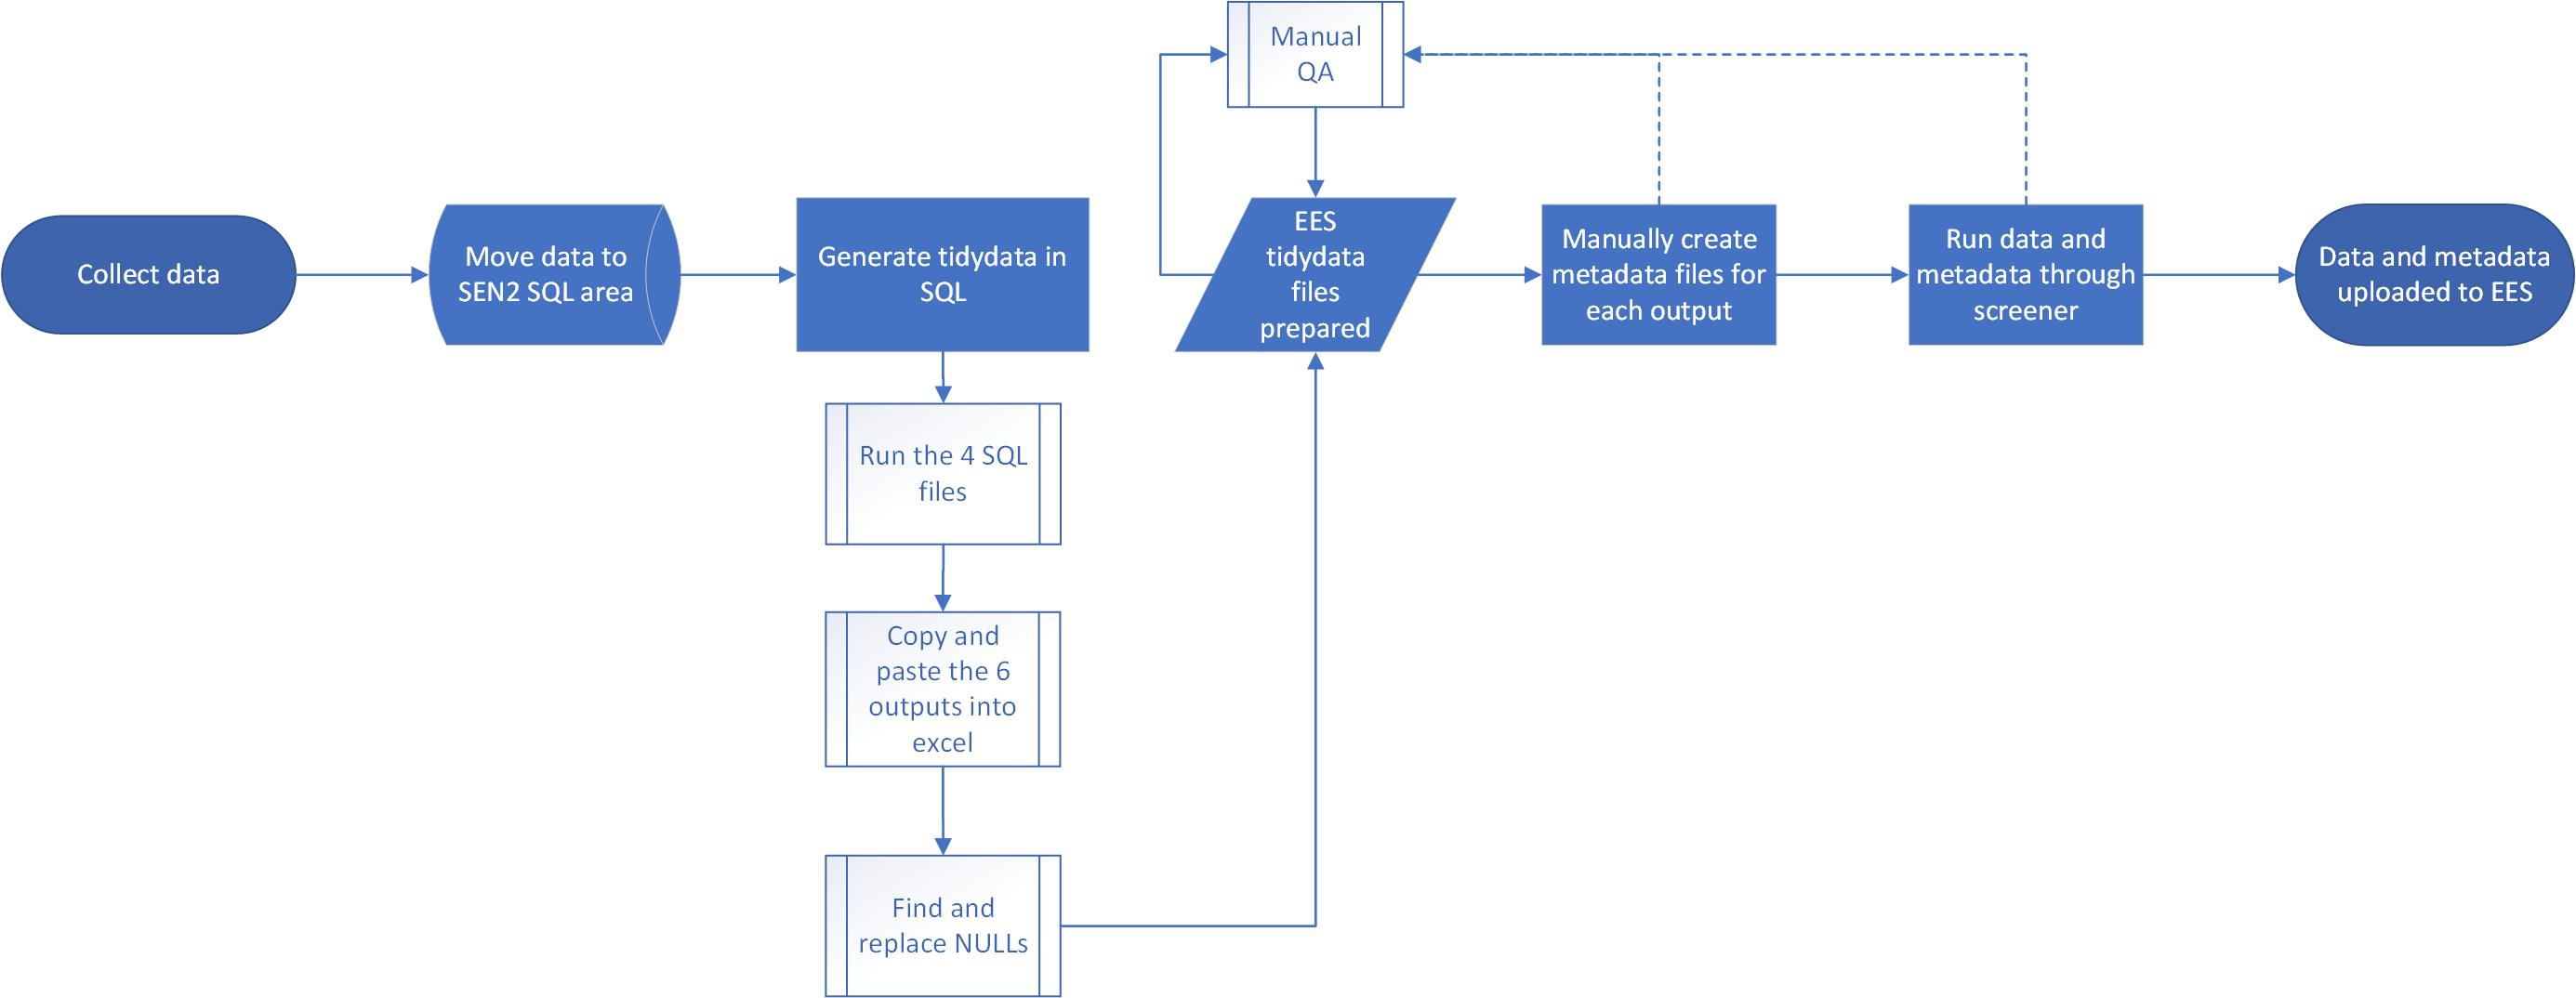 Manual
QA
Collect data
Move data to
SEN2 SQL area
Generate tidydata in
SQL
EES
tidydata
files
prepared
Manually create
metadata files for
each output
Run data and
metadata through
screener
Data and metadata
uploaded to EES
Run the 4 SQL
files
Copy and
paste the 6
outputs into
excel
Find and
replace NULLs